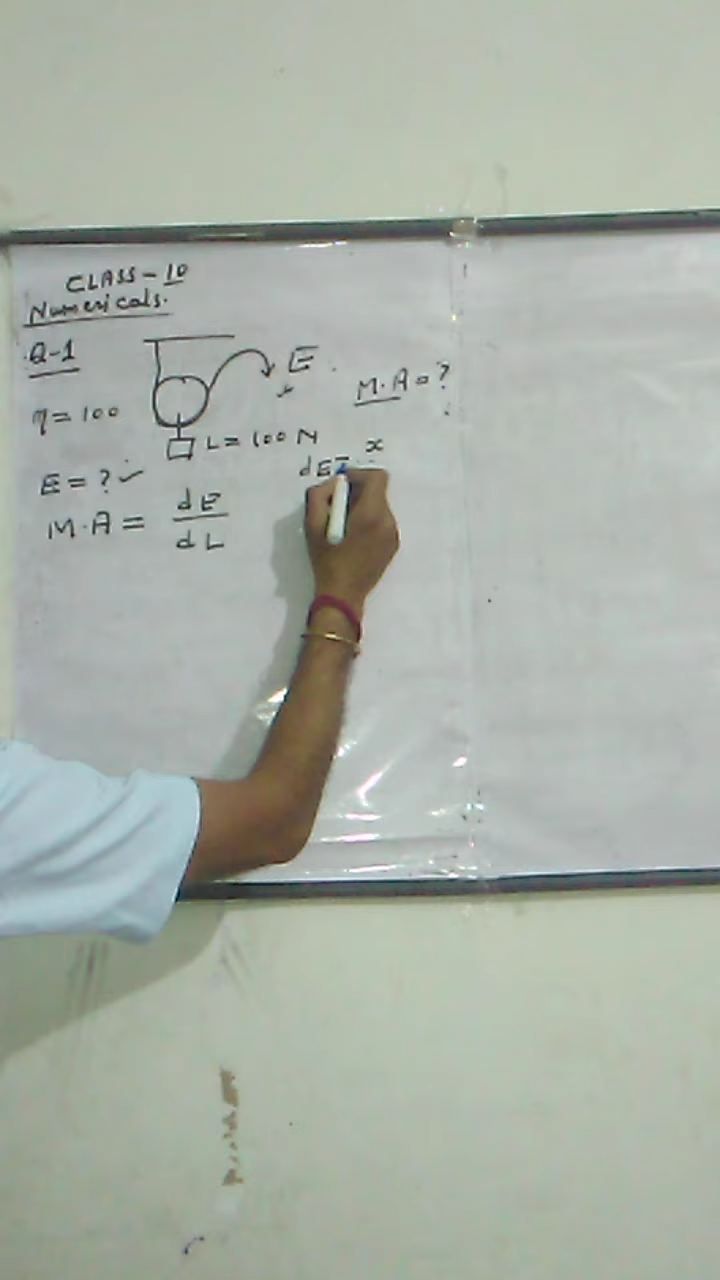 CLASS-10
Numericals.
Q-1
E
M.A=?
η=100
L=100 N
E=?✓
dE= x
M.A= dE
dL